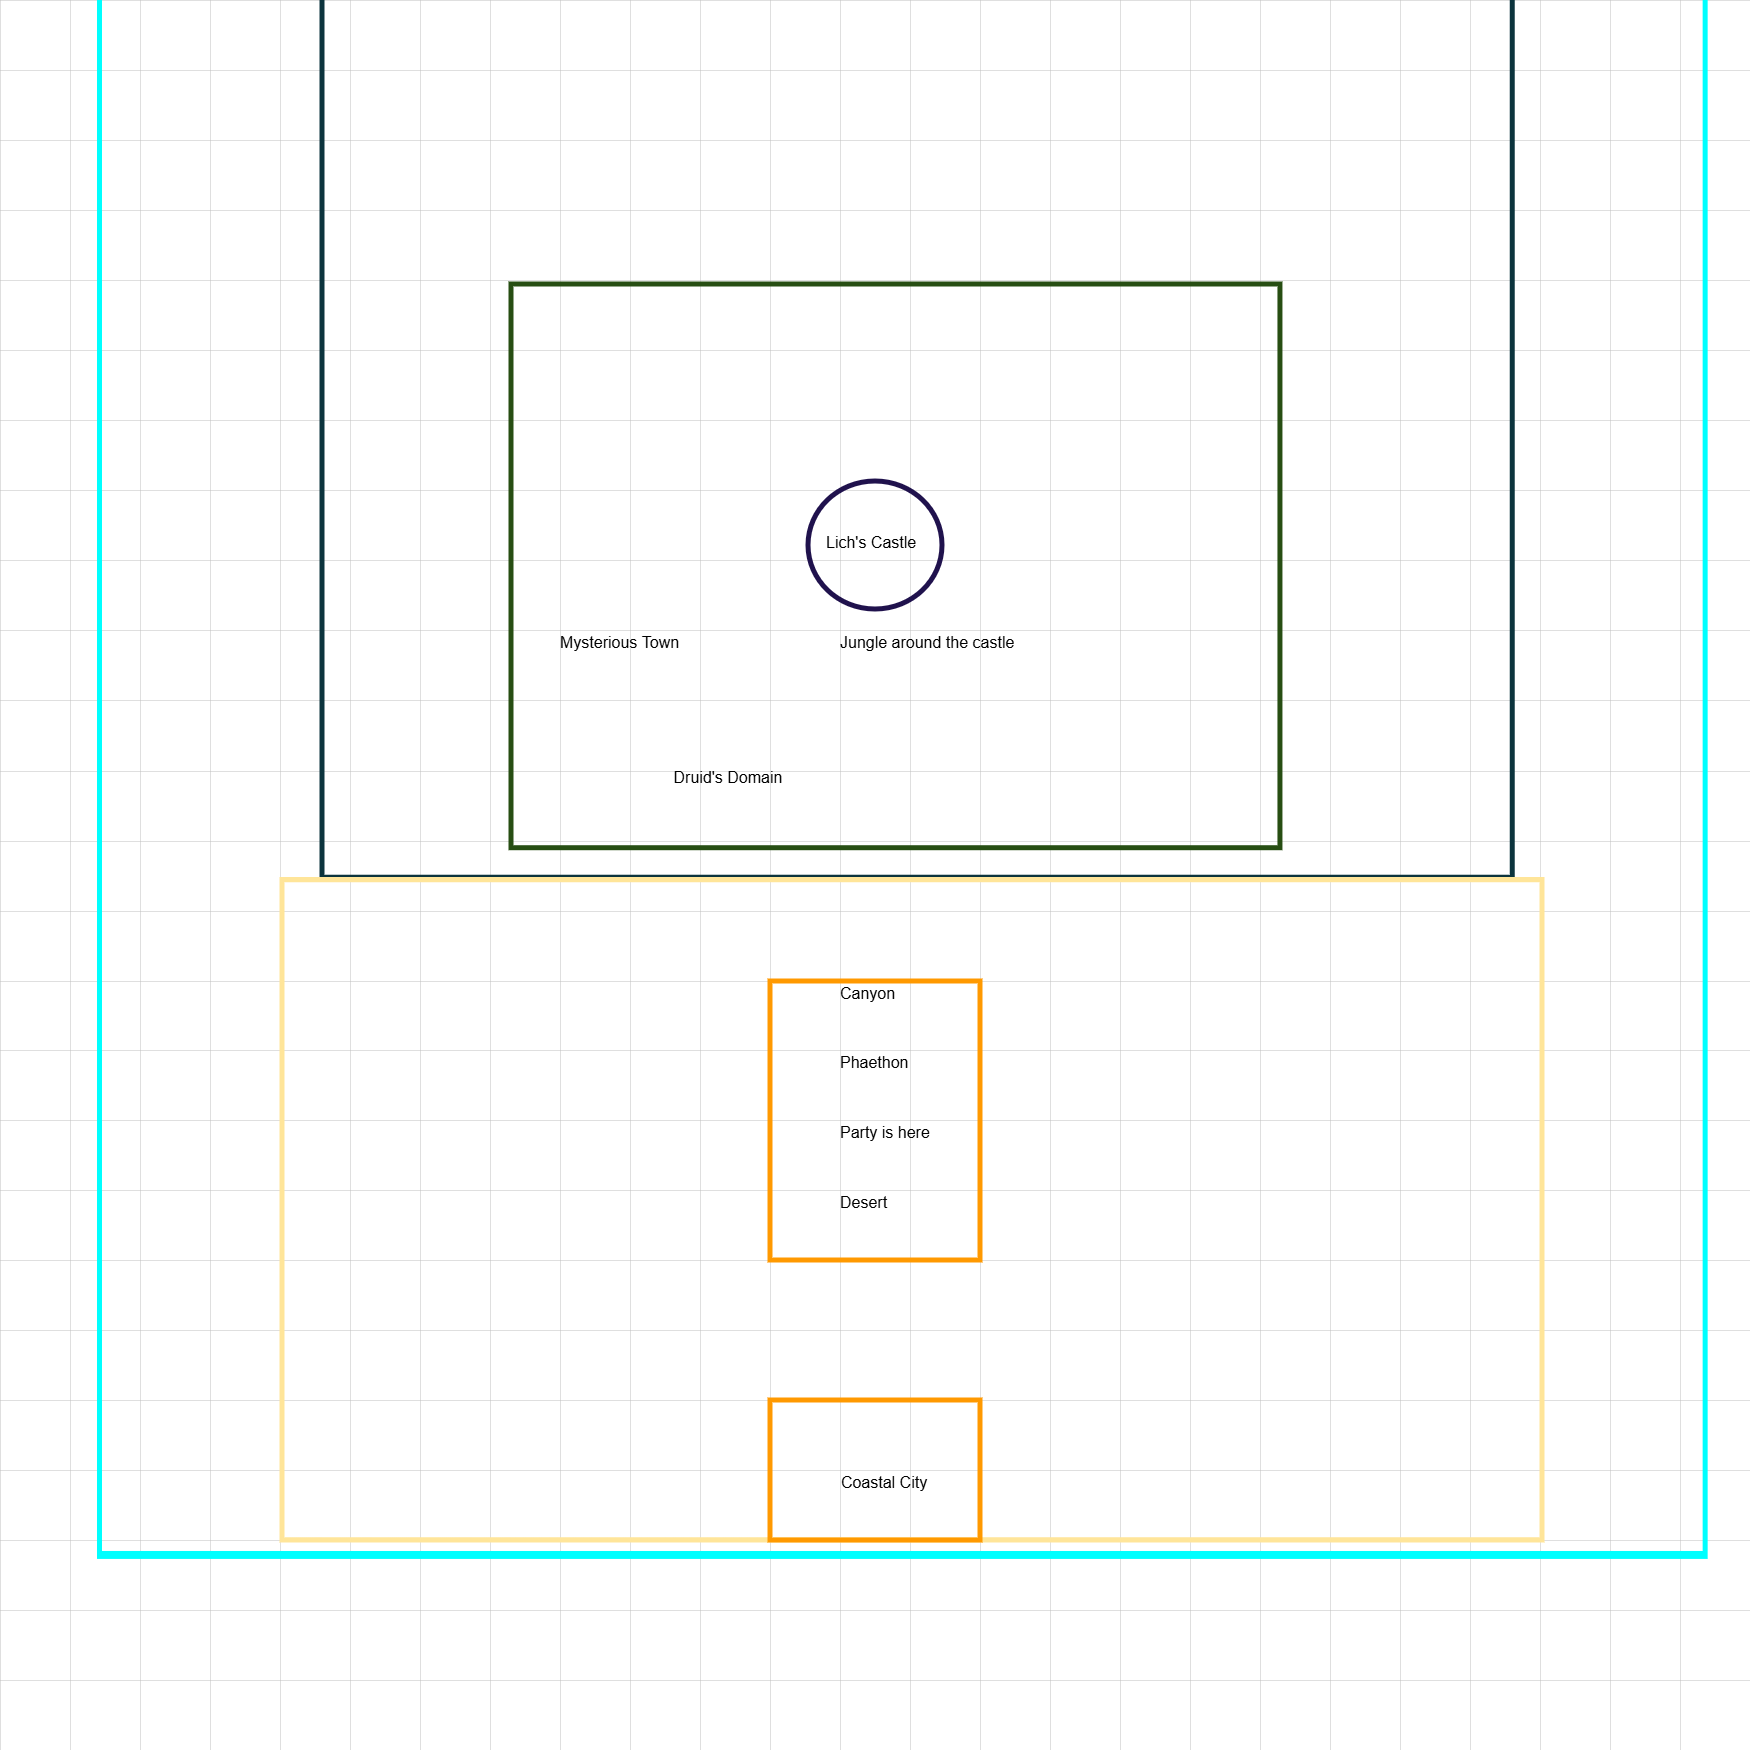 Lich's Castle
Mysterious Town
Jungle around the castle
Druid's Domain
Canyon
Phaethon
Party is here
Desert
Coastal City